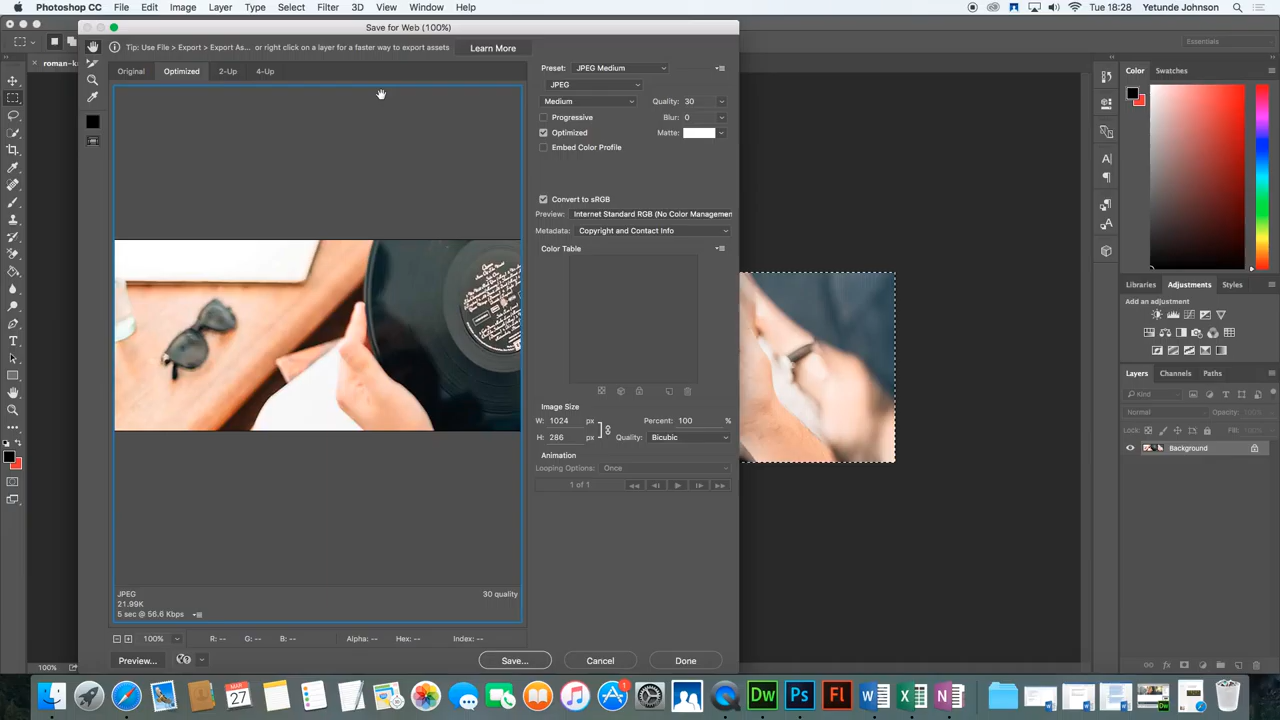 Photoshop CC File Edit Image Layer Type Select Filter 3D View Window Help Tue 18:28 Yetunde Johnson
Save for Web (100%)
Tip: Use File > Export > Export As... or right click on a layer for a faster way to export assets Learn More
Essentials
roman-k
Original Optimized 2-Up 4-Up
Preset: JPEG Medium
JPEG
Medium Quality: 30
Progressive Blur: 0
Optimized Matte:
Embed Color Profile
Convert to sRGB
Preview: Internet Standard RGB (No Color Managemen
Metadata: Copyright and Contact Info
Color Table
Image Size
W: 1024 px Percent: 100 %
H: 286 px Quality: Bicubic
Animation
Looping Options: Once
1 of 1
JPEG 30 quality
21.99K
5 sec @ 56.6 Kbps
100% R: -- G: -- B: -- Alpha: -- Hex: -- Index: --
Preview... Save... Cancel Done
100%
Color Swatches
Libraries Adjustments Styles
Add an adjustment
Layers Channels Paths
Kind
Normal Opacity: 100%
Lock: Fill: 100%
Background
MAR
27
1
Dw Ps Fl W X N